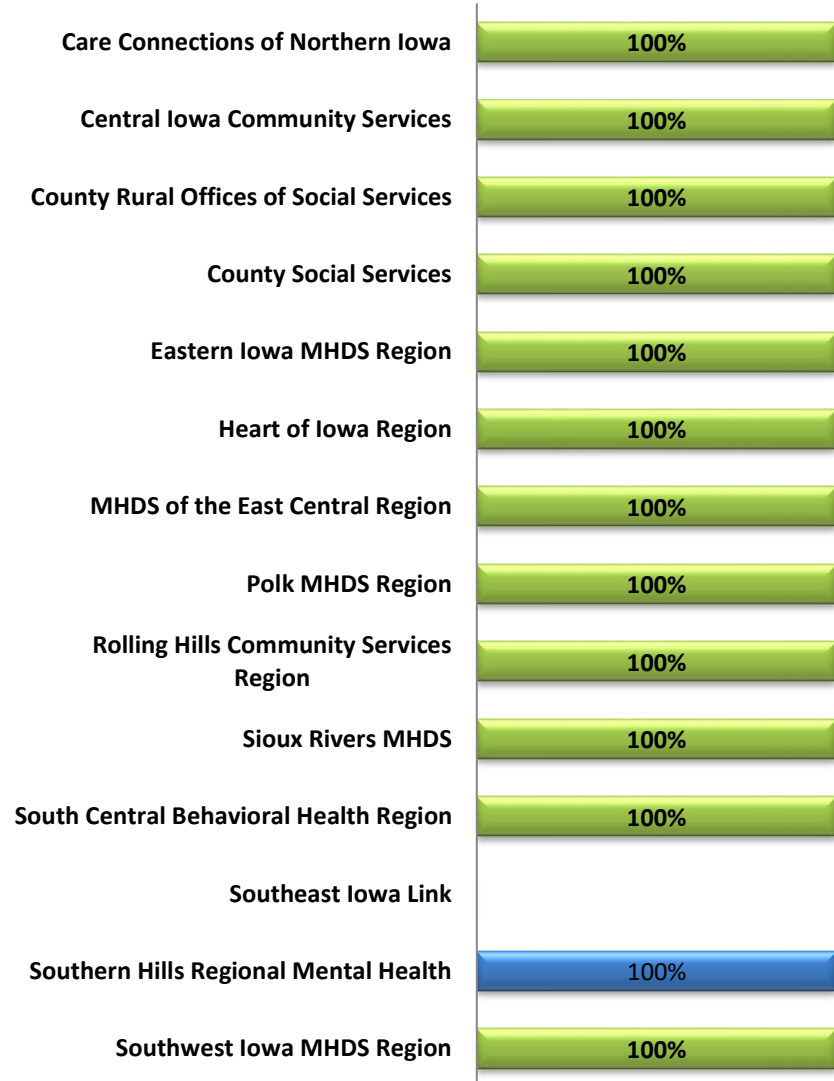 Care Connections of Northern Iowa 100%
Central Iowa Community Services 100%
County Rural Offices of Social Services 100%
County Social Services 100%
Eastern Iowa MHDS Region 100%
Heart of Iowa Region 100%
MHDS of the East Central Region 100%
Polk MHDS Region 100%
Rolling Hills Community Services
Region 100%
Sioux Rivers MHDS 100%
South Central Behavioral Health Region 100%
Southeast Iowa Link
Southern Hills Regional Mental Health 100%
Southwest Iowa MHDS Region 100%